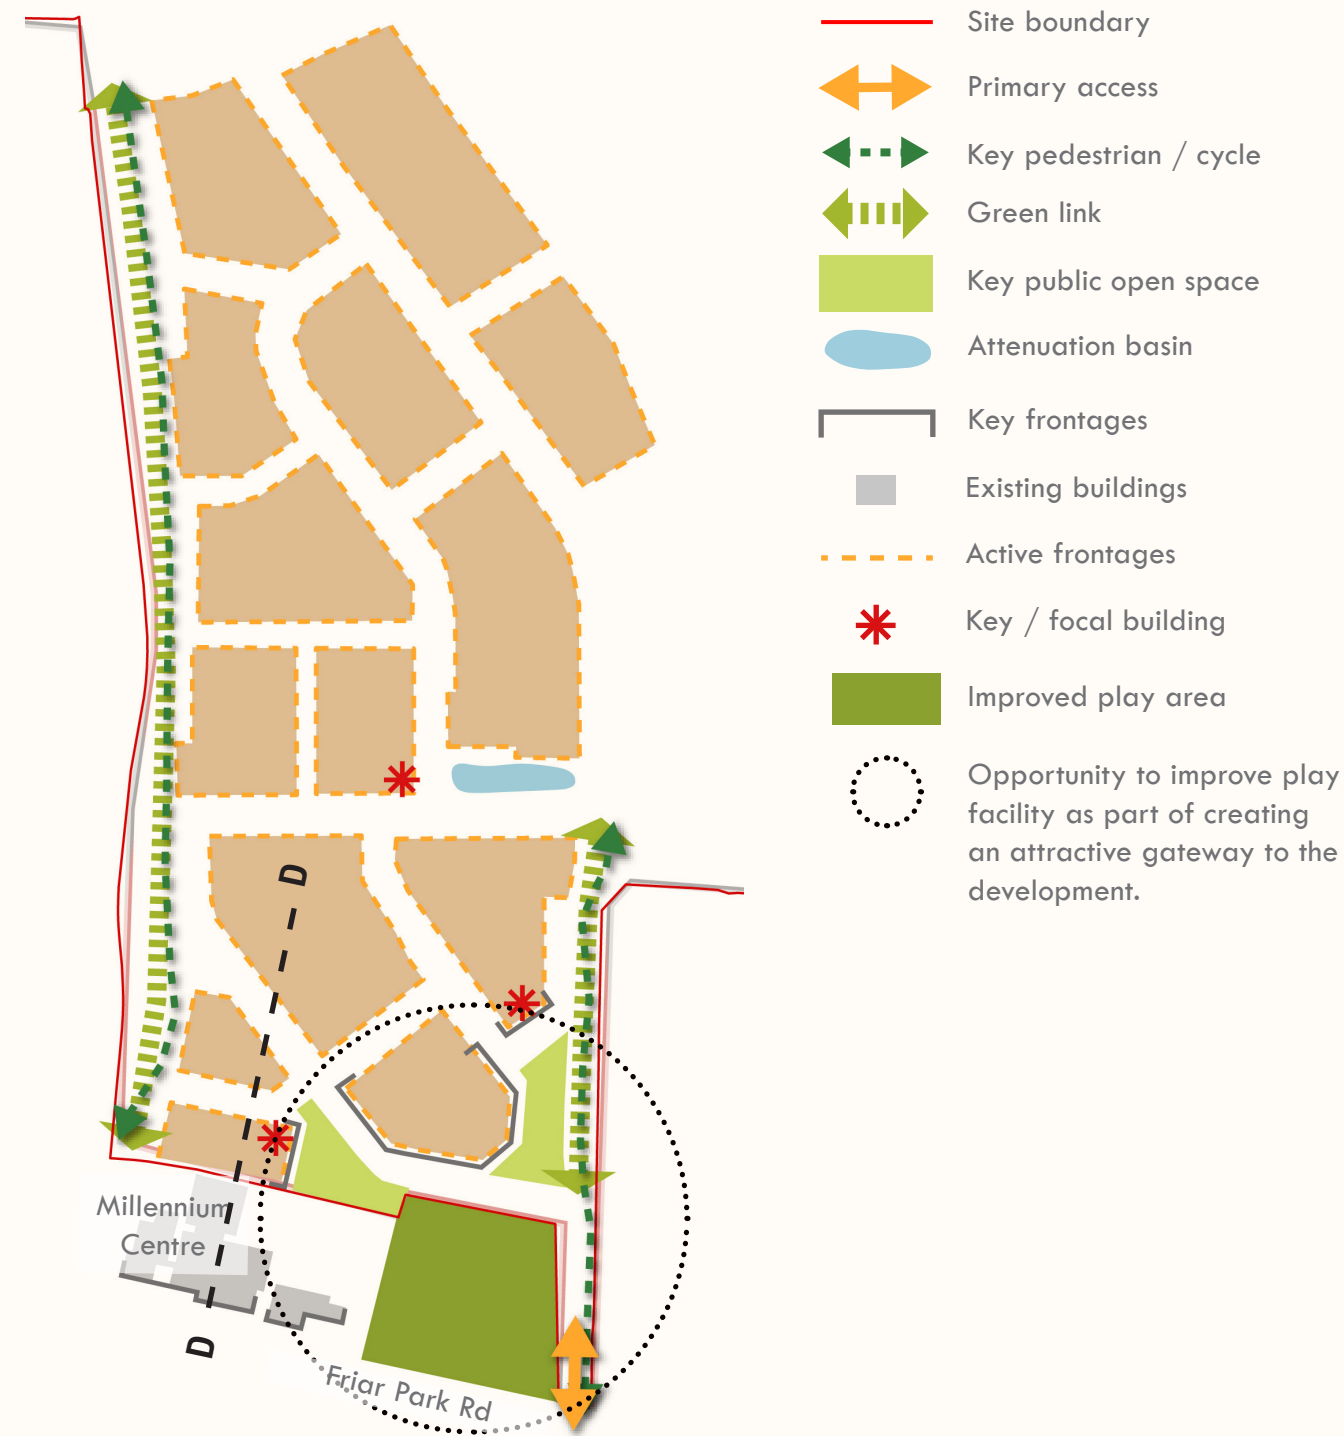 Site boundary
Primary access
Key pedestrian / cycle
Green link
Key public open space
Attenuation basin
Key frontages
Existing buildings
Active frontages
Key / focal building
Improved play area
Opportunity to improve play
facility as part of creating
an attractive gateway to the
development.
D
Millennium
Centre
D
Friar Park Rd